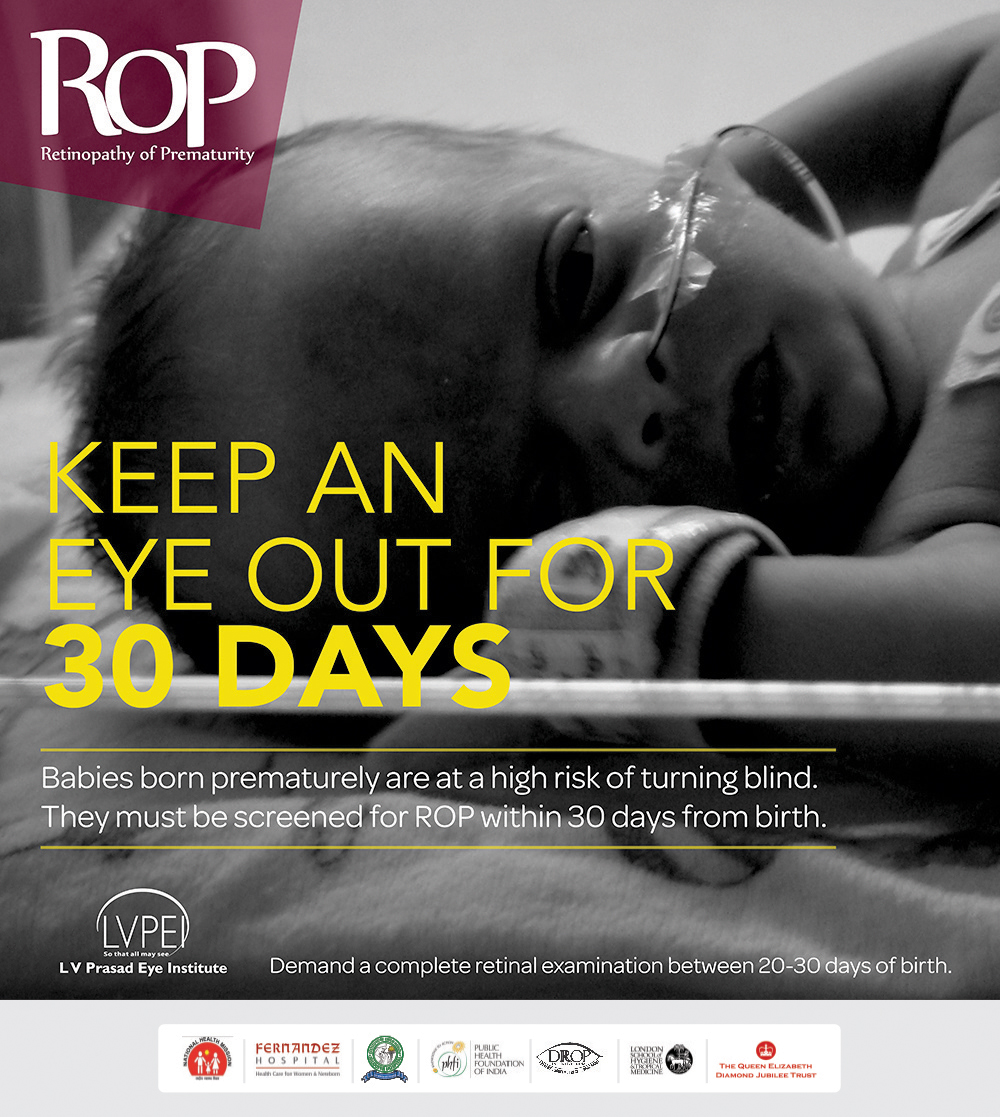 ROP
Retinopathy of Prematurity
KEEP AN
EYE OUT FOR
30 DAYS
Babies born prematurely are at a high risk of turning blind.
They must be screened for ROP within 30 days from birth.
LVPEI
So that all may see
L V Prasad Eye Institute
Demand a complete retinal examination between 20-30 days of birth.
NATIONAL HEALTH MISSION
FERNANDEZ
HOSPITAL
Health Care for Women & Newborn
phfi
PUBLIC
HEALTH
FOUNDATION
OF INDIA
LONDON
SCHOOL of
HYGIENE
&TROPICAL
MEDICINE
THE QUEEN ELIZABETH
DIAMOND JUBILEE TRUST